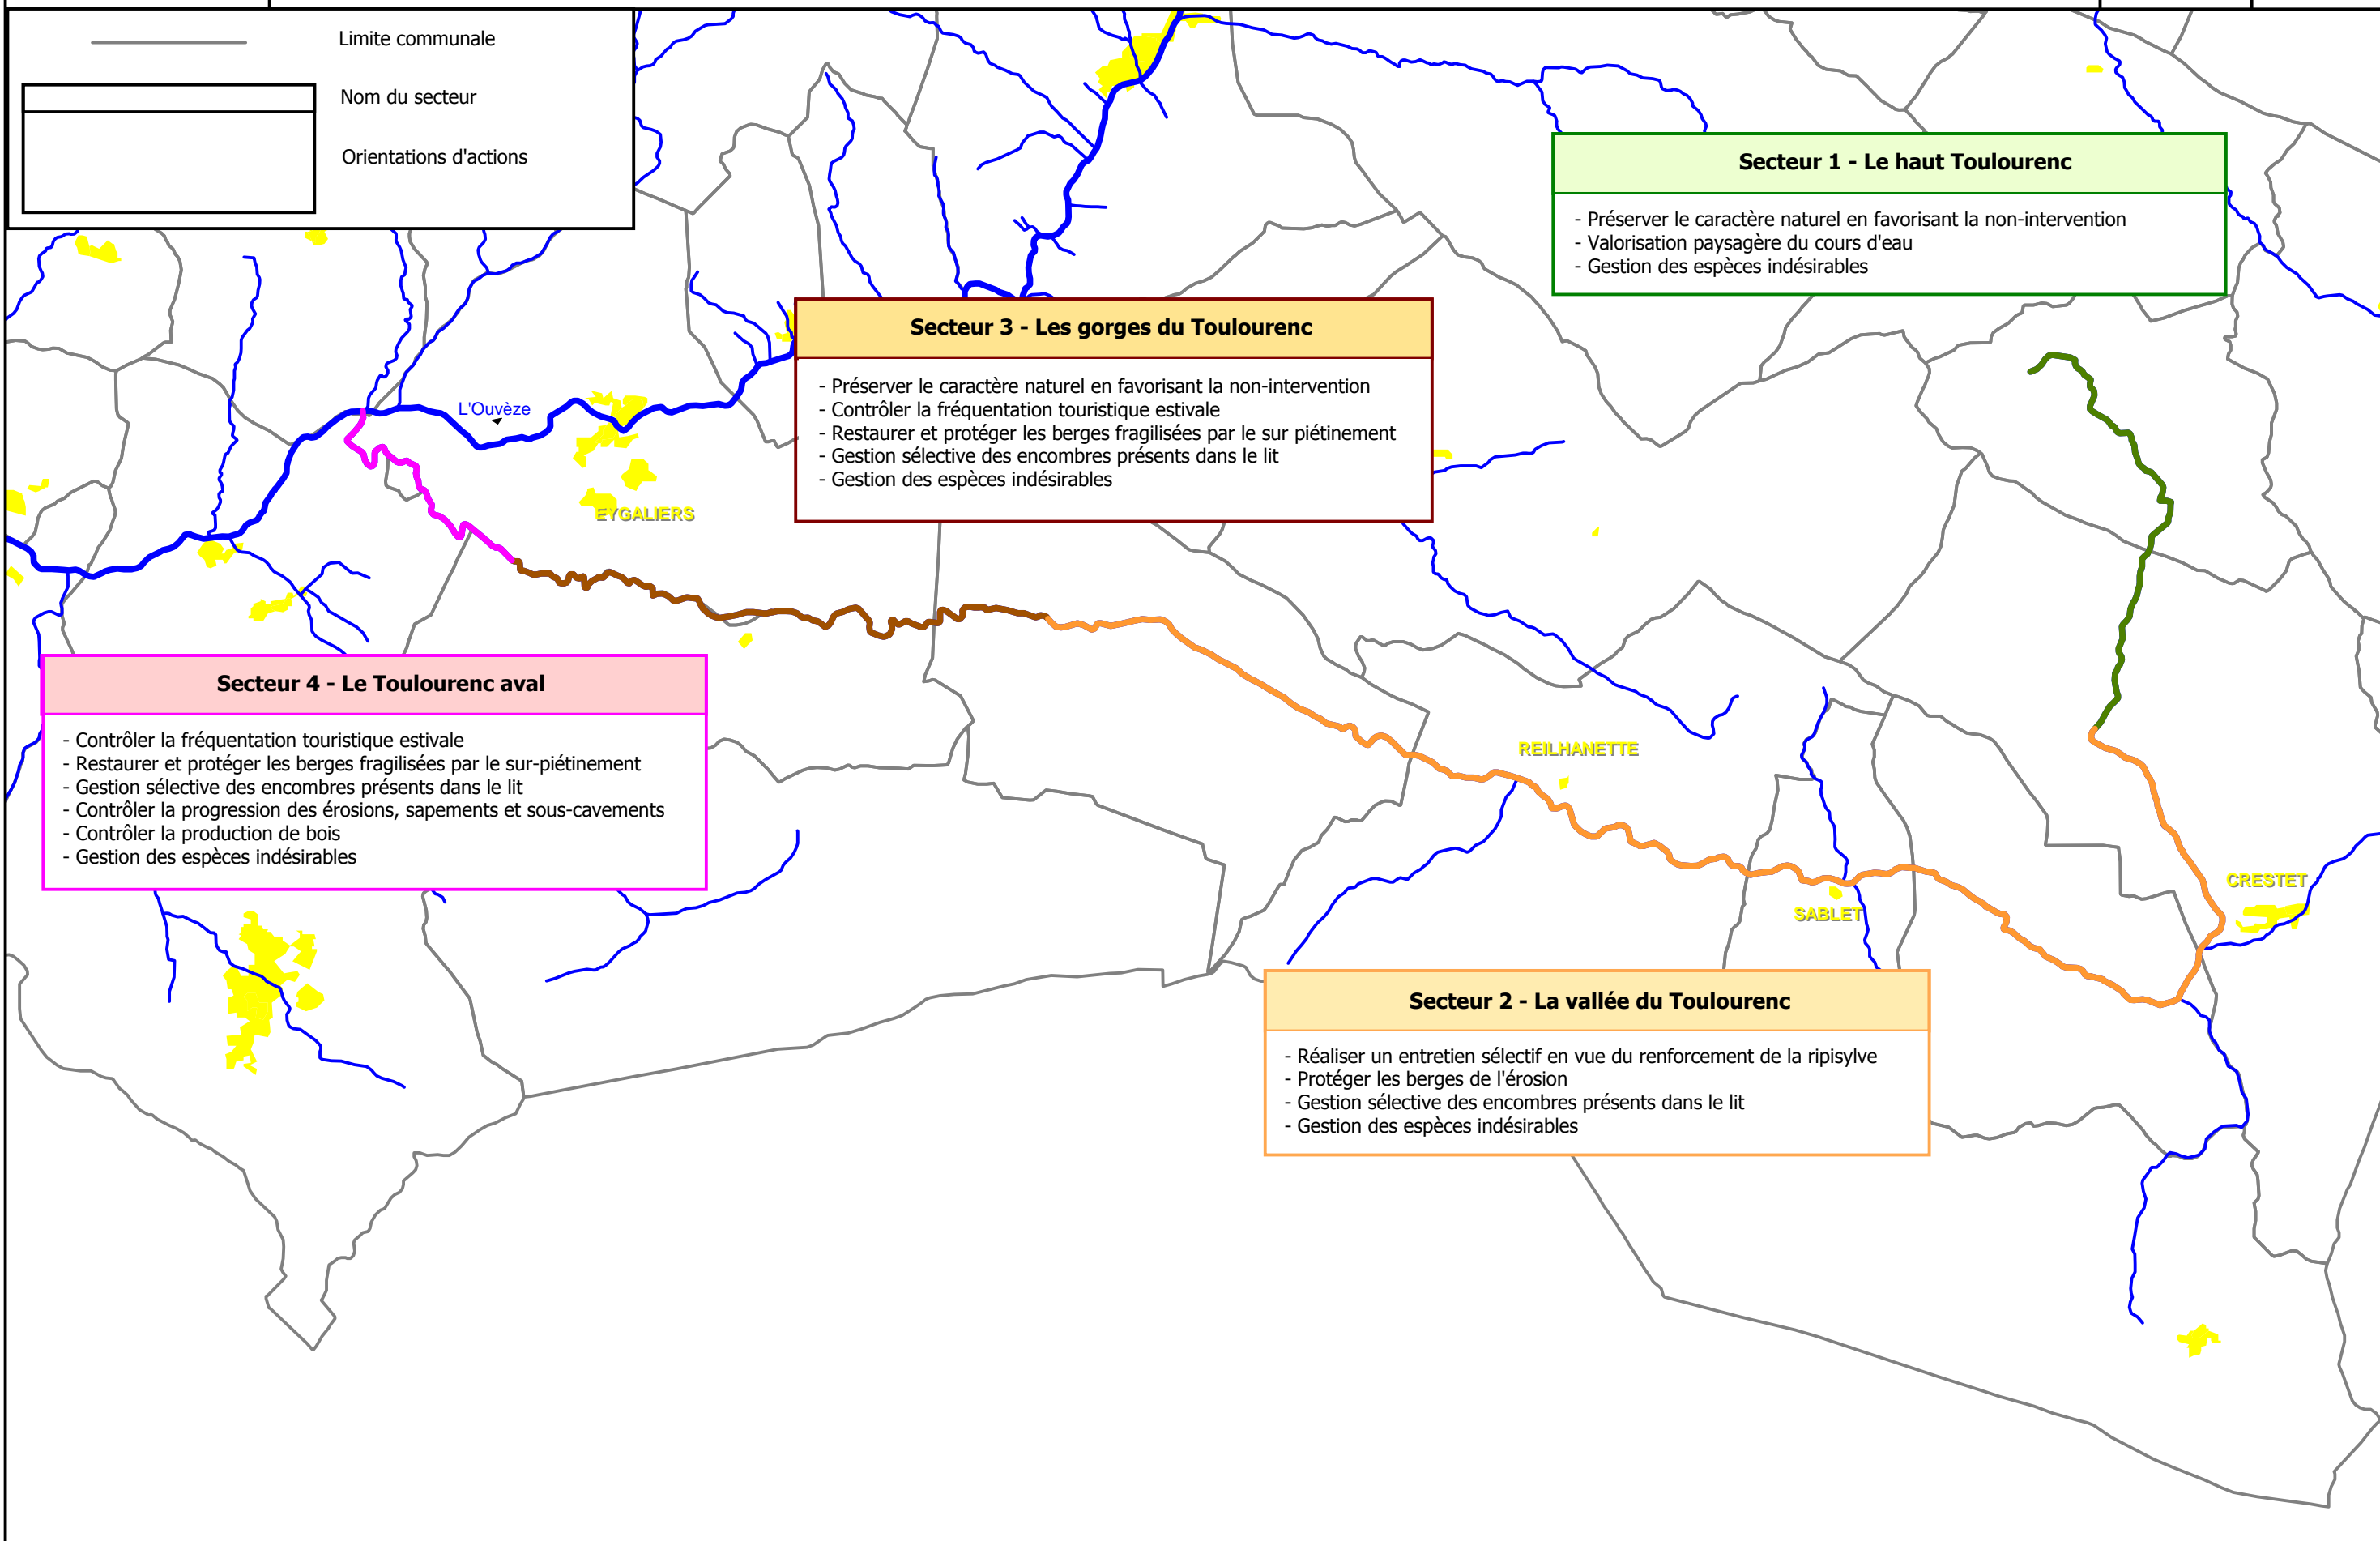 Limite communale
Nom du secteur
Orientations d'actions
Secteur 1 - Le haut Toulourenc
- Préserver le caractère naturel en favorisant la non-intervention
- Valorisation paysagère du cours d'eau
- Gestion des espèces indésirables
Secteur 3 - Les gorges du Toulourenc
- Préserver le caractère naturel en favorisant la non-intervention
- Contrôler la fréquentation touristique estivale
- Restaurer et protéger les berges fragilisées par le sur piétinement
- Gestion sélective des encombres présents dans le lit
- Gestion des espèces indésirables
L'Ouvèze
EYGALIERS
Secteur 4 - Le Toulourenc aval
- Contrôler la fréquentation touristique estivale
- Restaurer et protéger les berges fragilisées par le sur-piétinement
- Gestion sélective des encombres présents dans le lit
- Contrôler la progression des érosions, sapements et sous-cavements
- Contrôler la production de bois
- Gestion des espèces indésirables
REILHANETTE
CRESTET
SABLET
Secteur 2 - La vallée du Toulourenc
- Réaliser un entretien sélectif en vue du renforcement de la ripisylve
- Protéger les berges de l'érosion
- Gestion sélective des encombres présents dans le lit
- Gestion des espèces indésirables